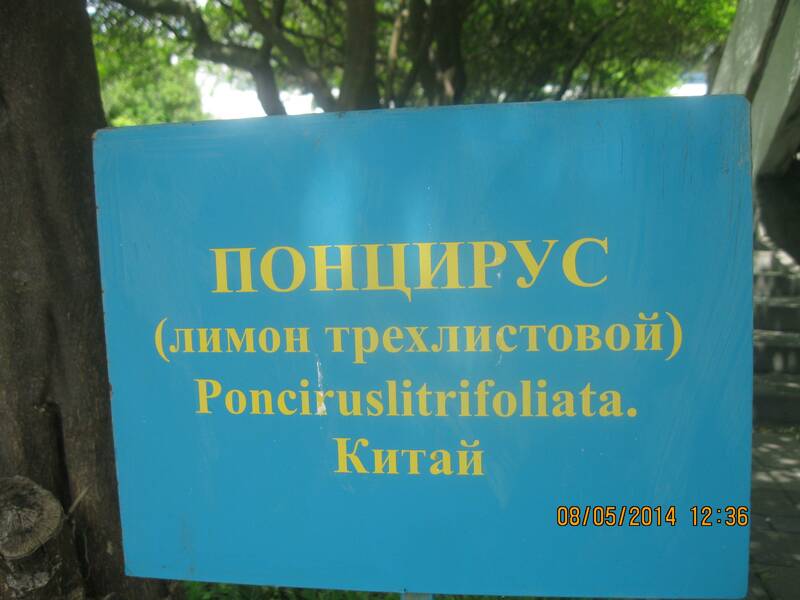 ПОНЦИРУС
(лимон трехлистовой)
Ponciruslitrifoliata.
Китай
08/05/2014 12:36